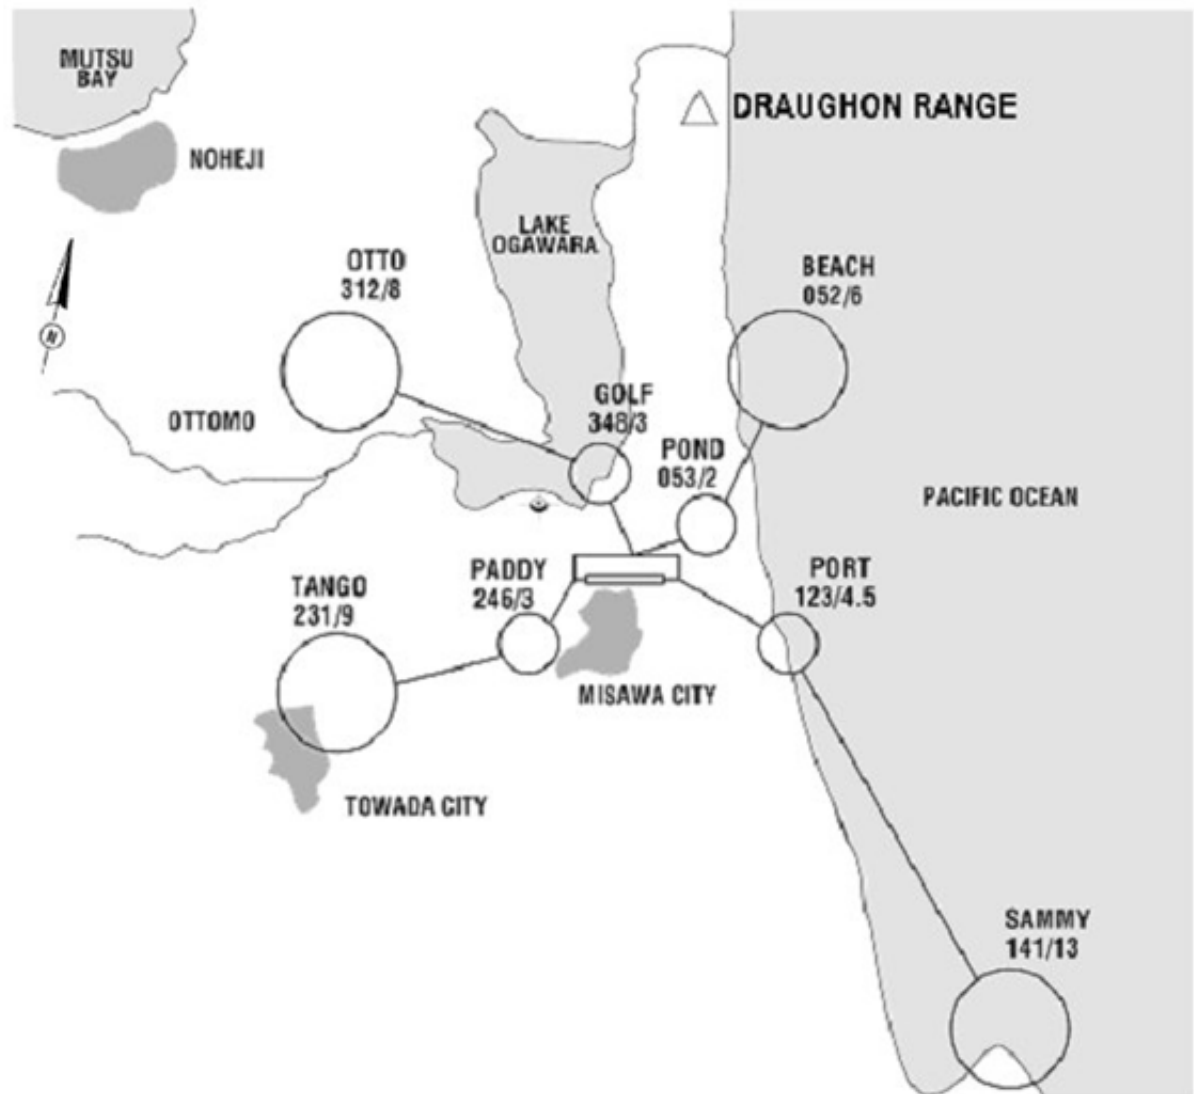 MUTSU
BAY
DRAUGHON RANGE
NOHEJI
LAKE
OGAWARA
OTTO
312/8
BEACH
052/6
N
GOLF
348/3
OTTOMO
POND
053/2
PACIFIC OCEAN
PADDY
246/3
PORT
123/4.5
TANGO
231/9
MISAWA CITY
TOWADA CITY
SAMMY
141/13